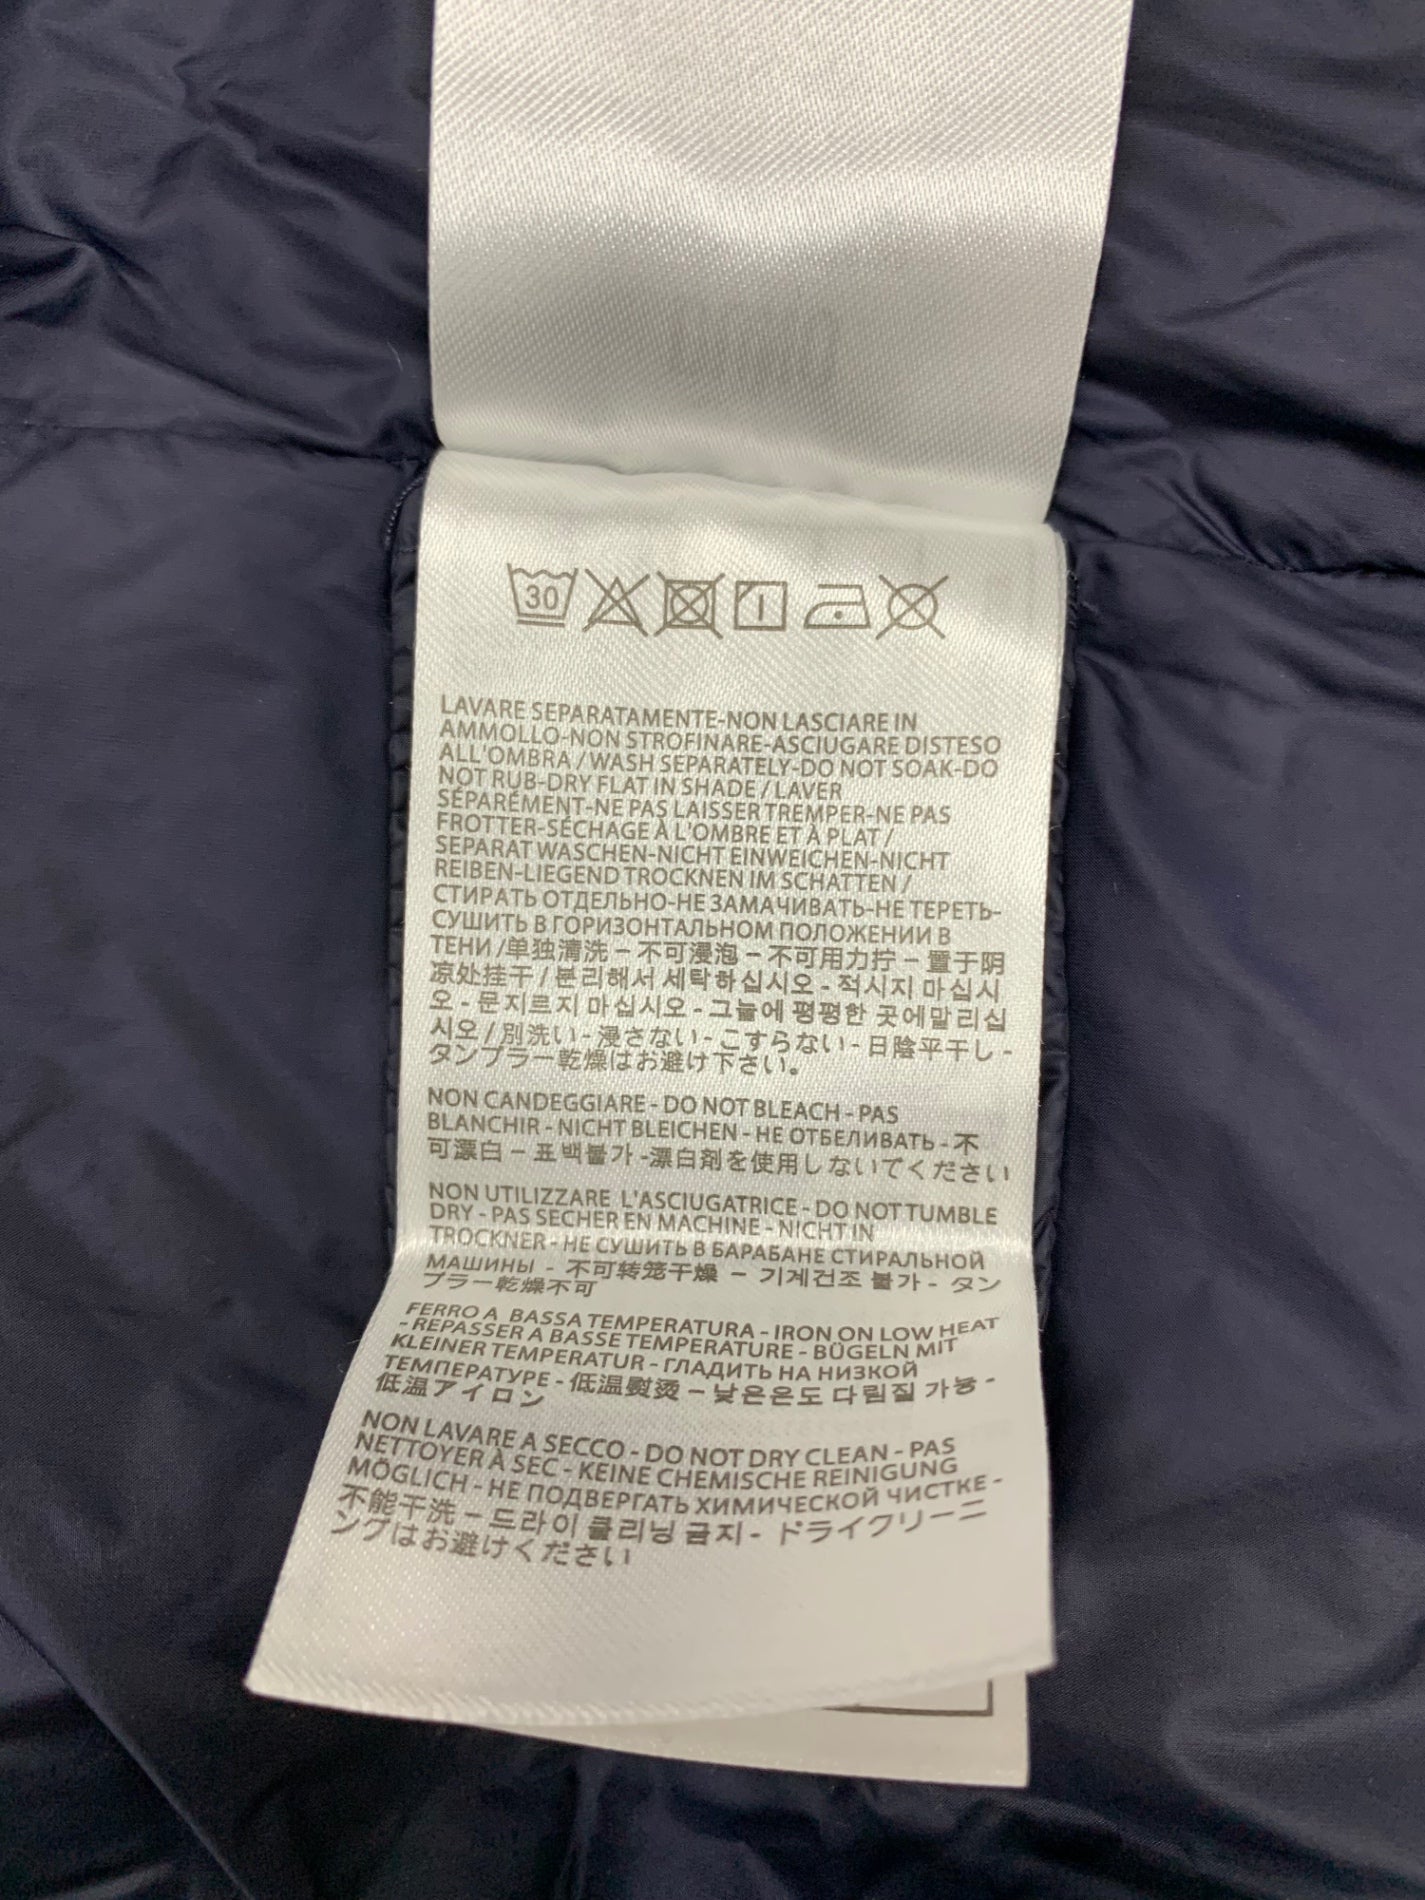 30
LAVARE SEPARATAMENTE-NON LASCIARE IN
AMMOLLO-NON STROFINARE-ASCIUGARE DISTESO
ALL'OMBRA / WASH SEPARATELY-DO NOT SOAK-DO
NOT RUB-DRY FLAT IN SHADE / LAVER
SÉPARÉMENT-NE PAS LAISSER TREMPER-NE PAS
FROTTER-SÉCHAGE À L'OMBRE ET À PLAT /
SEPARAT WASCHEN-NICHT EINWEICHEN-NICHT
REIBEN-LIEGEND TROCKNEN IM SCHATTEN /
СТИРАТЬ ОТДЕЛЬНО-НЕ ЗАМАЧИВАТЬ-НЕ ТЕРЕТЬ-
СУШИТЬ В ГОРИЗОНТАЛЬНОМ ПОЛОЖЕНИИ В
ТЕНИ /单独清洗 – 不可浸泡 – 不可用力拧 – 置于阴
凉处挂干 / 분리해서 세탁하십시오 - 적시지 마십시
오 - 문지르지 마십시오 - 그늘에 평평한 곳에말리십
시오 / 別洗い - 浸さない - こすらない - 日陰平干し -
タンブラー乾燥はお避け下さい。
NON CANDEGGIARE - DO NOT BLEACH - PAS
BLANCHIR - NICHT BLEICHEN - НЕ ОТБЕЛИВАТЬ - 不
可漂白 – 표백불가 -漂白剤を使用しないでください
NON UTILIZZARE L'ASCIUGATRICE - DO NOT TUMBLE
DRY - PAS SECHER EN MACHINE - NICHT IN
TROCKNER - НЕ СУШИТЬ В БАРАБАНЕ СТИРАЛЬНОЙ
МАШИНЫ - 不可转笼干燥 – 기계건조 불가 - タン
ブラー乾燥不可
FERRO A BASSA TEMPERATURA - IRON ON LOW HEAT
- REPASSER A BASSE TEMPERATURE - BÜGELN MIT
KLEINER TEMPERATUR - ГЛАДИТЬ НА НИЗКОЙ
ТЕМПЕРАТУРЕ - 低温熨烫 – 낮은온도 다림질 가능 -
低温アイロン
NON LAVARE A SECCO - DO NOT DRY CLEAN - PAS
NETTOYER À SEC - KEINE CHEMISCHE REINIGUNG
MÖGLICH - НЕ ПОДВЕРГАТЬ ХИМИЧЕСКОЙ ЧИСТКЕ -
不能干洗 – 드라이 클리닝 금지 - ドライクリーニ
ングはお避けください